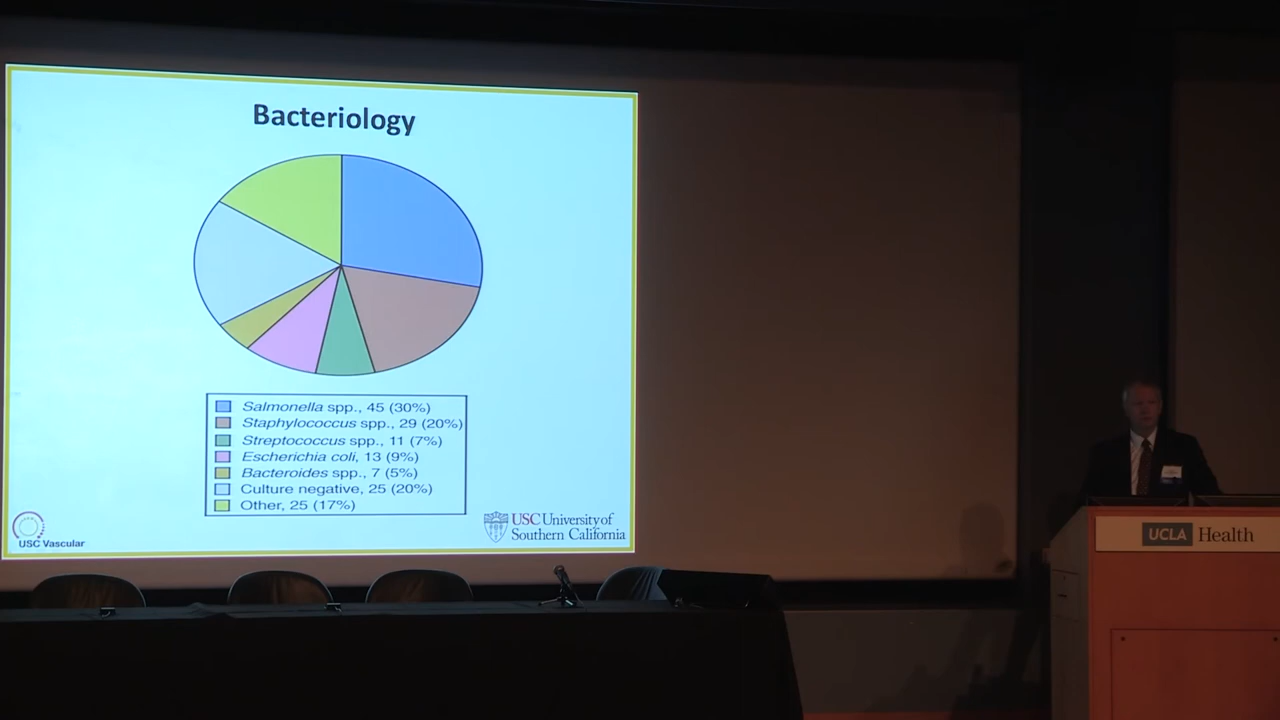 Bacteriology
Salmonella spp., 45 (30%)
Staphylococcus spp., 29 (20%)
Streptococcus spp., 11 (7%)
Escherichia coli, 13 (9%)
Bacteroides spp., 7 (5%)
Culture negative, 25 (20%)
Other, 25 (17%)
USC Vascular
USC University of
Southern California
UCLA Health